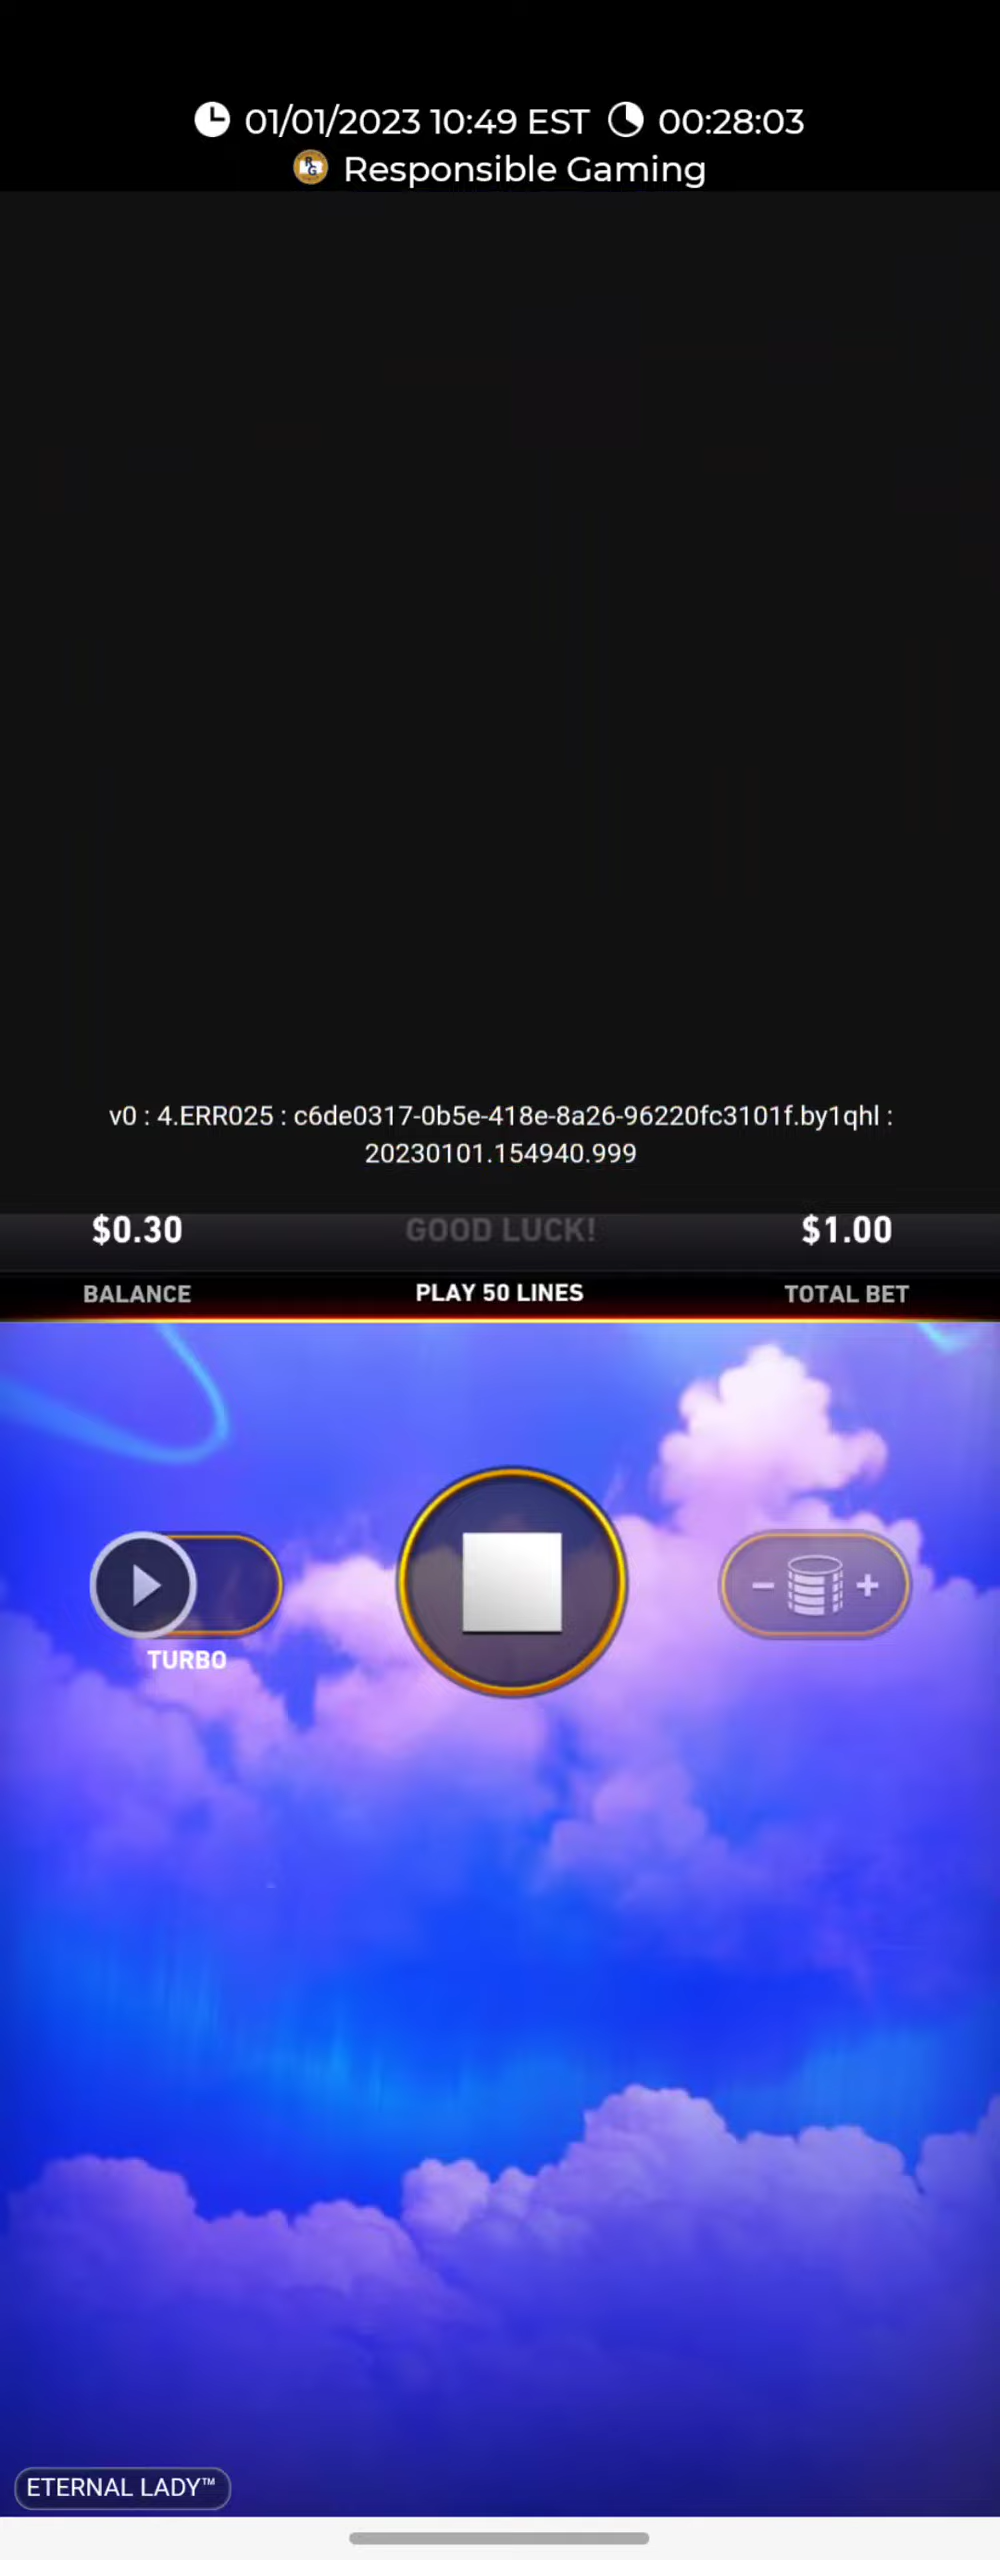 01/01/2023 10:49 EST 00:28:03
Responsible Gaming
v0 : 4.ERR025 : c6de0317-0b5e-418e-8a26-96220fc3101f.by1qhl :
20230101.154940.999
$0.30 GOOD LUCK! $1.00
BALANCE PLAY 50 LINES TOTAL BET
TURBO
ETERNAL LADY™